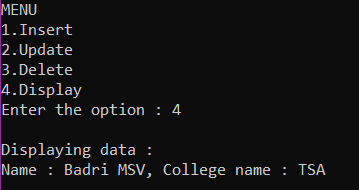 MENU
1.Insert
2.Update
3.Delete
4.Display
Enter the option : 4
Displaying data :
Name : Badri MSV, College name : TSA